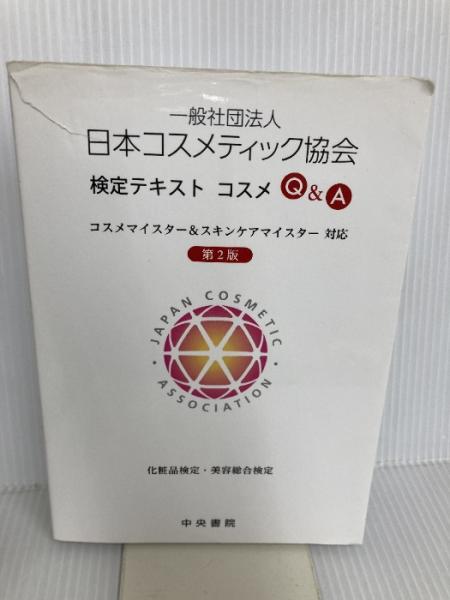 一般社団法人
日本コスメティック協会
検定テキスト コスメ Q&A
コスメマイスター&スキンケアマイスター 対応
第2版
JAPAN COSMETIC
ASSOCIATION
化粧品検定・美容総合検定
中央書院